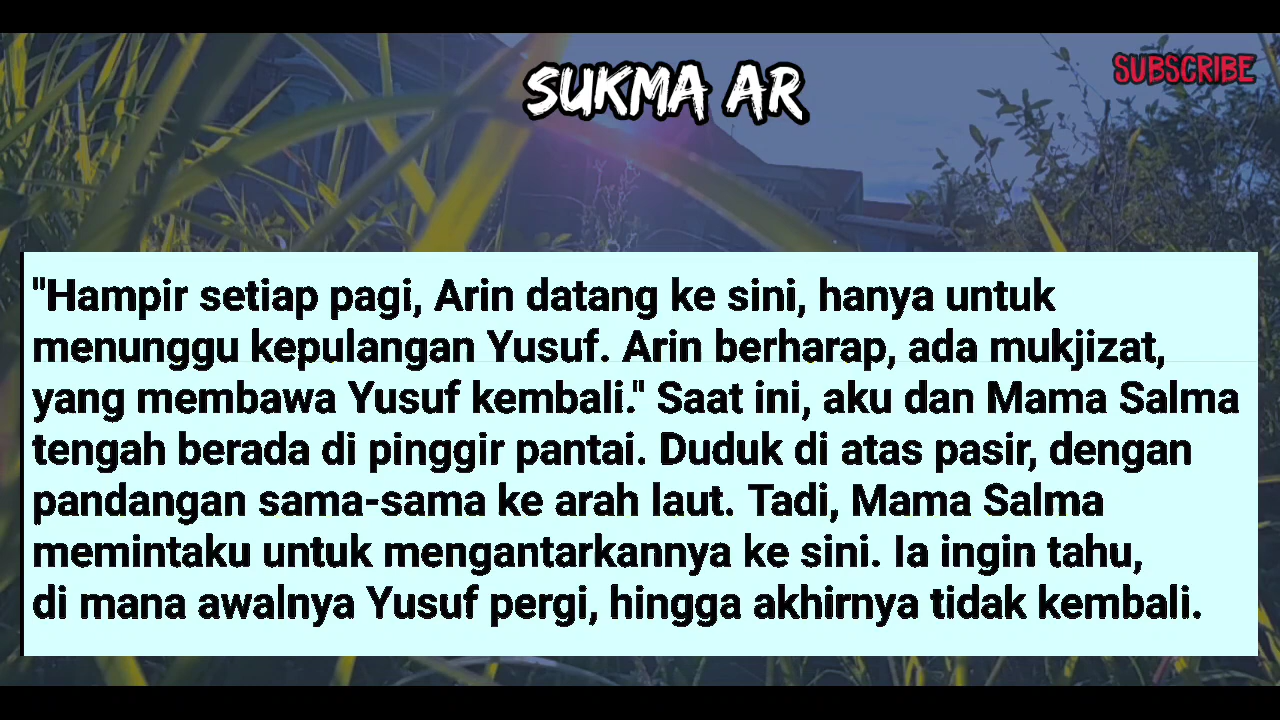 SUKMA AR
SUBSCRIBE
"Hampir setiap pagi, Arin datang ke sini, hanya untuk
menunggu kepulangan Yusuf. Arin berharap, ada mukjizat,
yang membawa Yusuf kembali." Saat ini, aku dan Mama Salma
tengah berada di pinggir pantai. Duduk di atas pasir, dengan
pandangan sama-sama ke arah laut. Tadi, Mama Salma
memintaku untuk mengantarkannya ke sini. Ia ingin tahu,
di mana awalnya Yusuf pergi, hingga akhirnya tidak kembali.